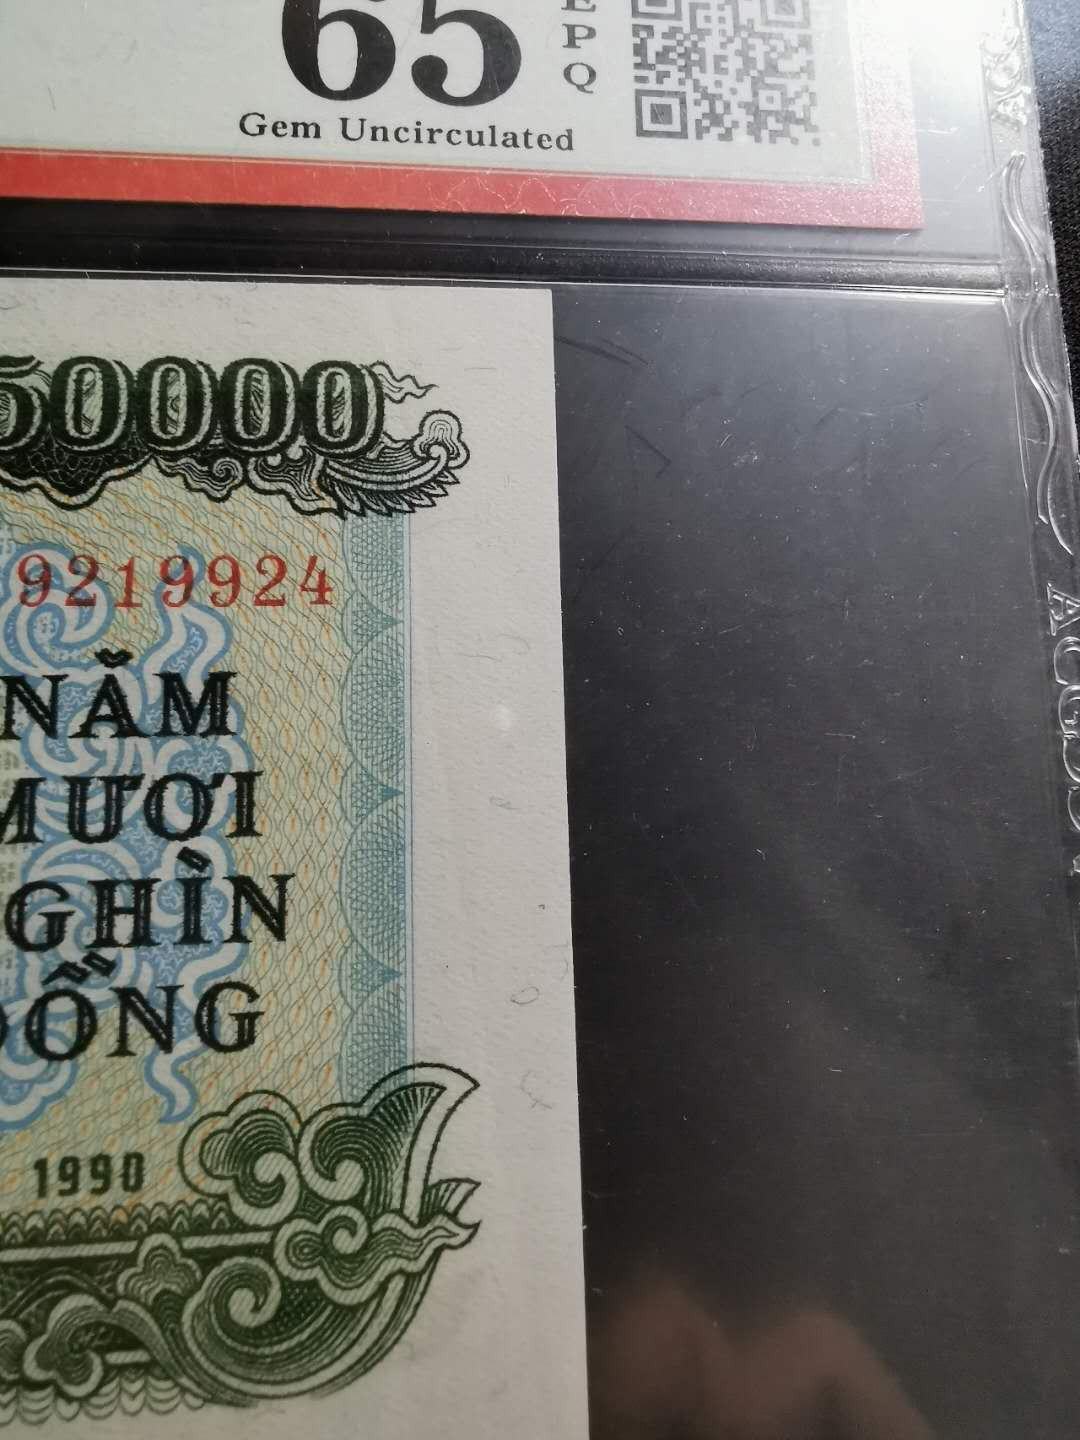 65
EPQ
Gem Uncirculated
50000
9219924
NĂM
MƯƠI
GHÌN
ĐỒNG
1990